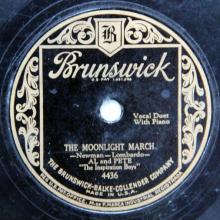 B
Brunswick
U.S. PAT.
Vocal Duet
With Piano
THE MOONLIGHT MARCH
—Newman—Lombardo—
AL and PETE
"The Inspiration Boys"
4436
THE BRUNSWICK-BALKE-COLLENDER COMPANY
MADE IN U.S.A.